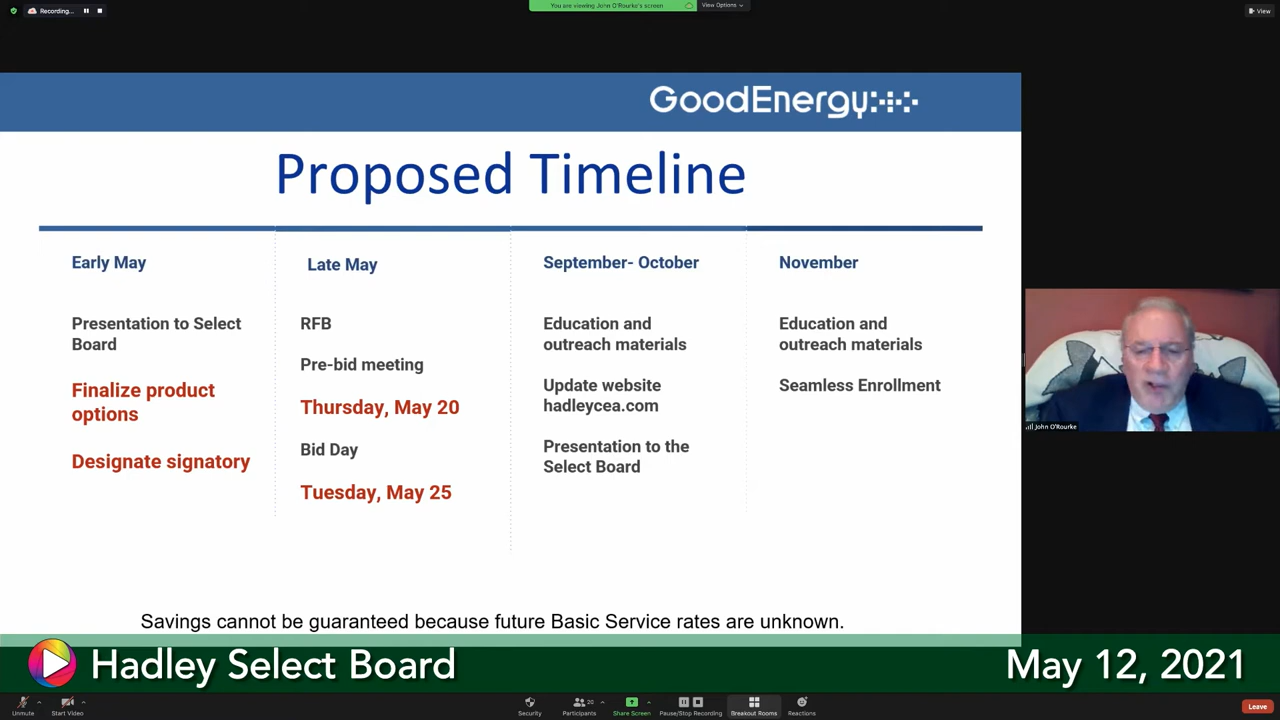 Recording...
You are viewing John O'Rourke's screen
View Options
View
GoodEnergy
Proposed Timeline
Early May
Presentation to Select
Board
Finalize product
options
Designate signatory
Late May
RFB
Pre-bid meeting
Thursday, May 20
Bid Day
Tuesday, May 25
September- October
Education and
outreach materials
Update website
hadleycea.com
Presentation to the
Select Board
November
Education and
outreach materials
Seamless Enrollment
John O'Rourke
Savings cannot be guaranteed because future Basic Service rates are unknown.
Hadley Select Board
May 12, 2021
Unmute
Start Video
Security
Participants
20
Share Screen
Pause/Stop Recording
Breakout Rooms
Reactions
Leave